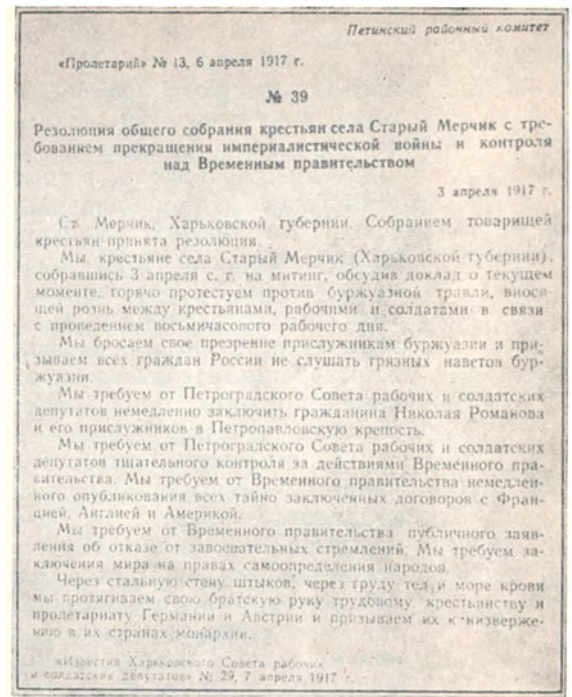 Петинский районный комитет
«Пролетарий» № 13, 6 апреля 1917 г.
№ 39
Резолюция общего собрания крестьян села Старый Мерчик с тре-
бованием прекращения империалистической войны и контроля
над Временным правительством
3 апреля 1917 г.
Ст. Мерчик, Харьковской губернии. Собранием товарищей
крестьян принята резолюция.
Мы, крестьяне села Старый Мерчик (Харьковской губернии),
собравшись 3 апреля с. г. на митинг, обсудив доклад о текущем
моменте, горячо протестуем против буржуазной травли, внося-
щей рознь между крестьянами, рабочими и солдатами в связи
с проведением восьмичасового рабочего дня.
Мы бросаем свое презрение прислужникам буржуазии и при-
зываем всех граждан России не слушать грязных наветов бур-
жуазии.
Мы требуем от Петроградского Совета рабочих и солдатских
депутатов немедленно заключить гражданина Николая Романова
и его прислужников в Петропавловскую крепость.
Мы требуем от Петроградского Совета рабочих и солдатских
депутатов тщательного контроля за действиями Временного пра-
вительства. Мы требуем от Временного правительства немедлен-
ного опубликования всех тайно заключенных договоров с Фран-
цией, Англией и Америкой.
Мы требуем от Временного правительства публичного заяв-
ления об отказе от завоевательных стремлений. Мы требуем за-
ключения мира на правах самоопределения народов.
Через стальную стену штыков, через груду тел и море крови
мы протягиваем свою братскую руку трудовому крестьянству и
пролетариату Германии и Австрии и призываем их к низверже-
нию в их странах монархии.
«Известия Харьковского Совета рабочих
и солдатских депутатов» № 29, 7 апреля 1917 г.